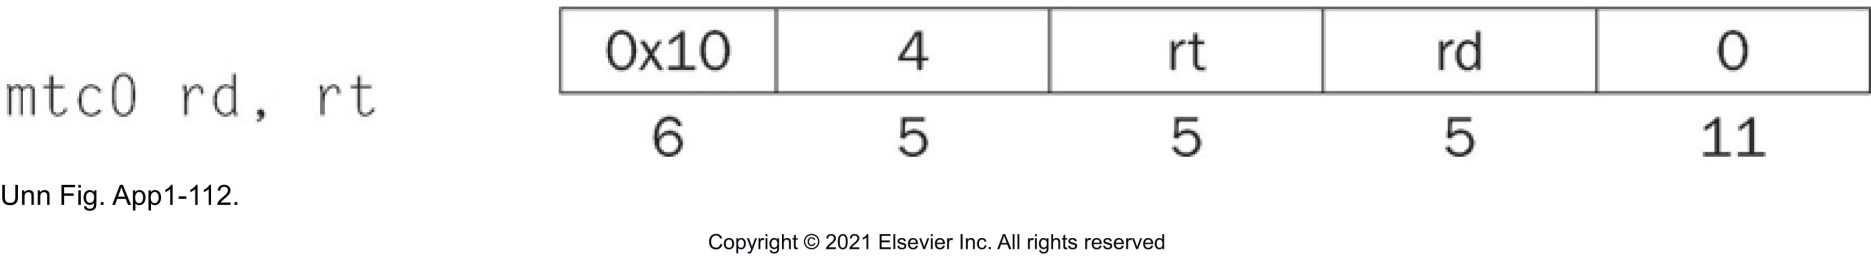 mtc0 rd, rt
0x10 4 rt rd 0
6 5 5 5 11
Unn Fig. App1-112.
Copyright © 2021 Elsevier Inc. All rights reserved